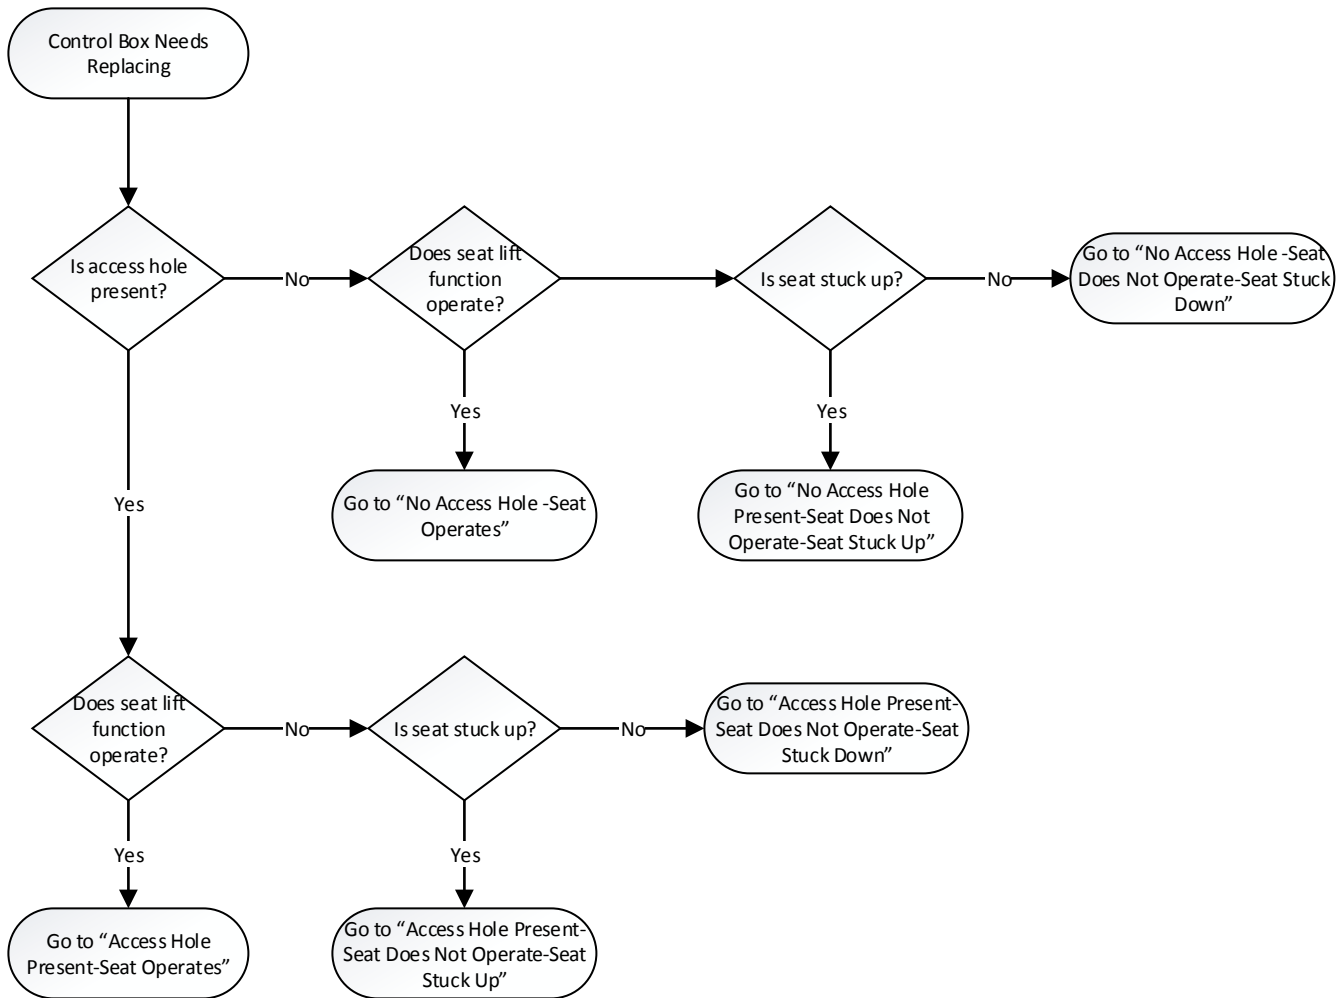 Control Box Needs
Replacing
Is access hole
present?
No
Does seat lift
function
operate?
Is seat stuck up?
No
Go to “No Access Hole -Seat
Does Not Operate-Seat Stuck
Down”
Yes
Yes
Go to “No Access Hole -Seat
Operates”
Go to “No Access Hole
Present-Seat Does Not
Operate-Seat Stuck Up”
Yes
Does seat lift
function
operate?
No
Is seat stuck up?
No
Go to “Access Hole Present-
Seat Does Not Operate-Seat
Stuck Down”
Yes
Yes
Go to “Access Hole
Present-Seat Operates”
Go to “Access Hole Present-
Seat Does Not Operate-Seat
Stuck Up”